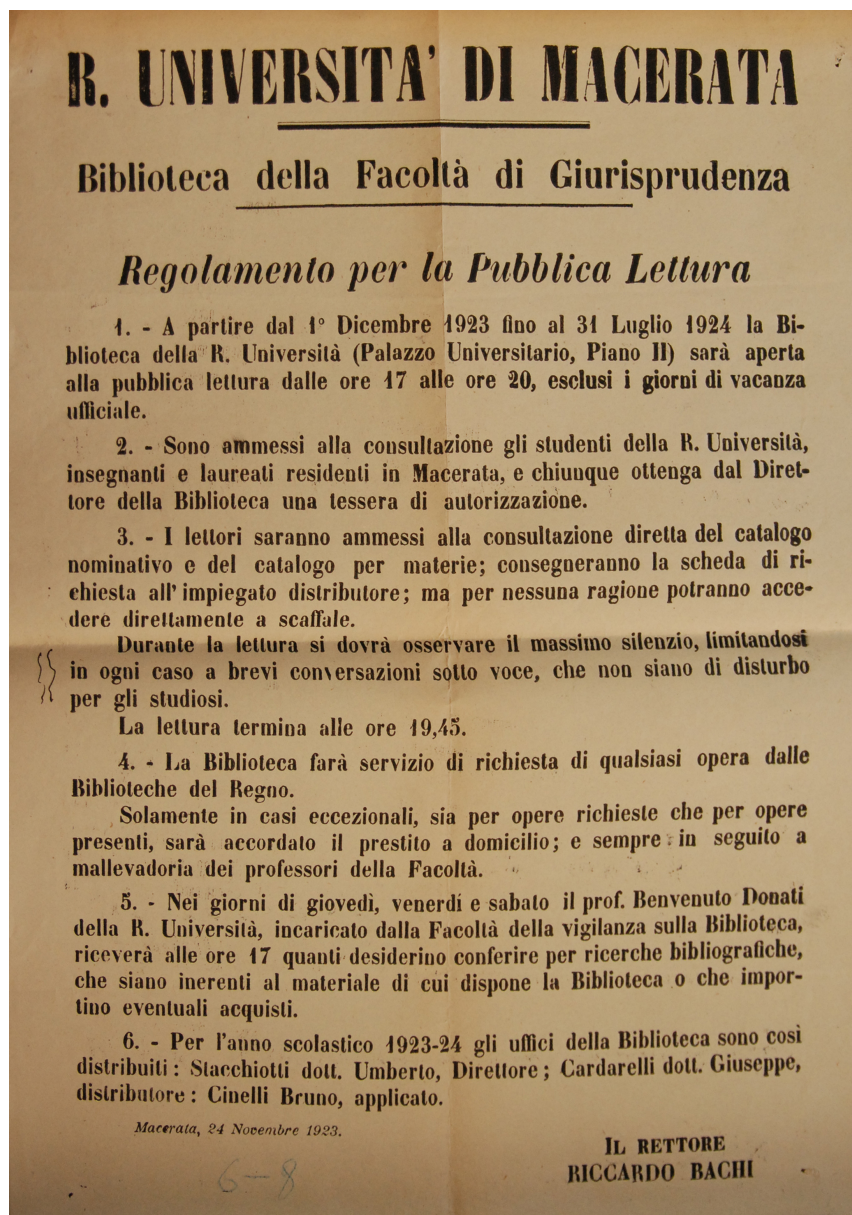 R. UNIVERSITA' DI MACERATA
Biblioteca della Facoltà di Giurisprudenza
Regolamento per la Pubblica Lettura
1. - A partire dal 1° Dicembre 1923 fino al 31 Luglio 1924 la Bi-
blioteca della R. Università (Palazzo Universitario, Piano II) sarà aperta
alla pubblica lettura dalle ore 17 alle ore 20, esclusi i giorni di vacanza
ufficiale.
2. - Sono ammessi alla consultazione gli studenti della R. Università,
insegnanti e laureati residenti in Macerata, e chiunque ottenga dal Diret-
tore della Biblioteca una tessera di autorizzazione.
3. - I lettori saranno ammessi alla consultazione diretta del catalogo
nominativo e del catalogo per materie; consegneranno la scheda di ri-
chiesta all'impiegato distributore; ma per nessuna ragione potranno acce-
dere direttamente a scaffale.
Durante la lettura si dovrà osservare il massimo silenzio, limitandosi
in ogni caso a brevi conversazioni sotto voce, che non siano di disturbo
per gli studiosi.
La lettura termina alle ore 19,45.
4. - La Biblioteca farà servizio di richiesta di qualsiasi opera dalle
Biblioteche del Regno.
Solamente in casi eccezionali, sia per opere richieste che per opere
presenti, sarà accordato il prestito a domicilio; e sempre in seguito a
mallevadoria dei professori della Facoltà.
5. - Nei giorni di giovedì, venerdì e sabato il prof. Benvenuto Donati
della R. Università, incaricato dalla Facoltà della vigilanza sulla Biblioteca,
riceverà alle ore 17 quanti desiderino conferire per ricerche bibliografiche,
che siano inerenti al materiale di cui dispone la Biblioteca o che impor-
tino eventuali acquisti.
6. - Per l'anno scolastico 1923-24 gli uffici della Biblioteca sono così
distribuiti: Stacchiotti dott. Umberto, Direttore; Cardarelli dott. Giuseppe,
distributore: Cinelli Bruno, applicato.
Macerata, 24 Novembre 1923.
IL RETTORE
RICCARDO BACHI
6-8